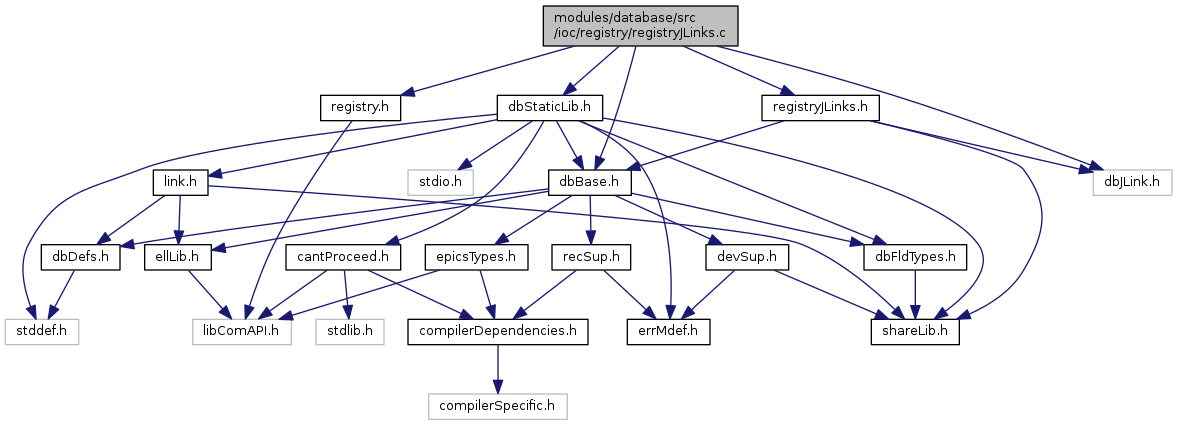 modules/database/src
/ioc/registry/registryJLinks.c
registry.h
dbStaticLib.h
registryJLinks.h
link.h
stdio.h
dbBase.h
dbJLink.h
dbDefs.h
ellLib.h
cantProceed.h
epicsTypes.h
recSup.h
devSup.h
dbFldTypes.h
stddef.h
libComAPI.h
stdlib.h
compilerDependencies.h
errMdef.h
shareLib.h
compilerSpecific.h